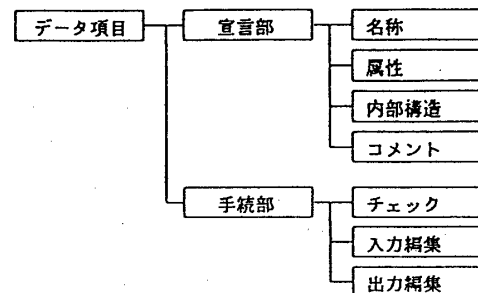 データ項目
宣言部
名称
属性
内部構造
コメント
手続部
チェック
入力編集
出力編集